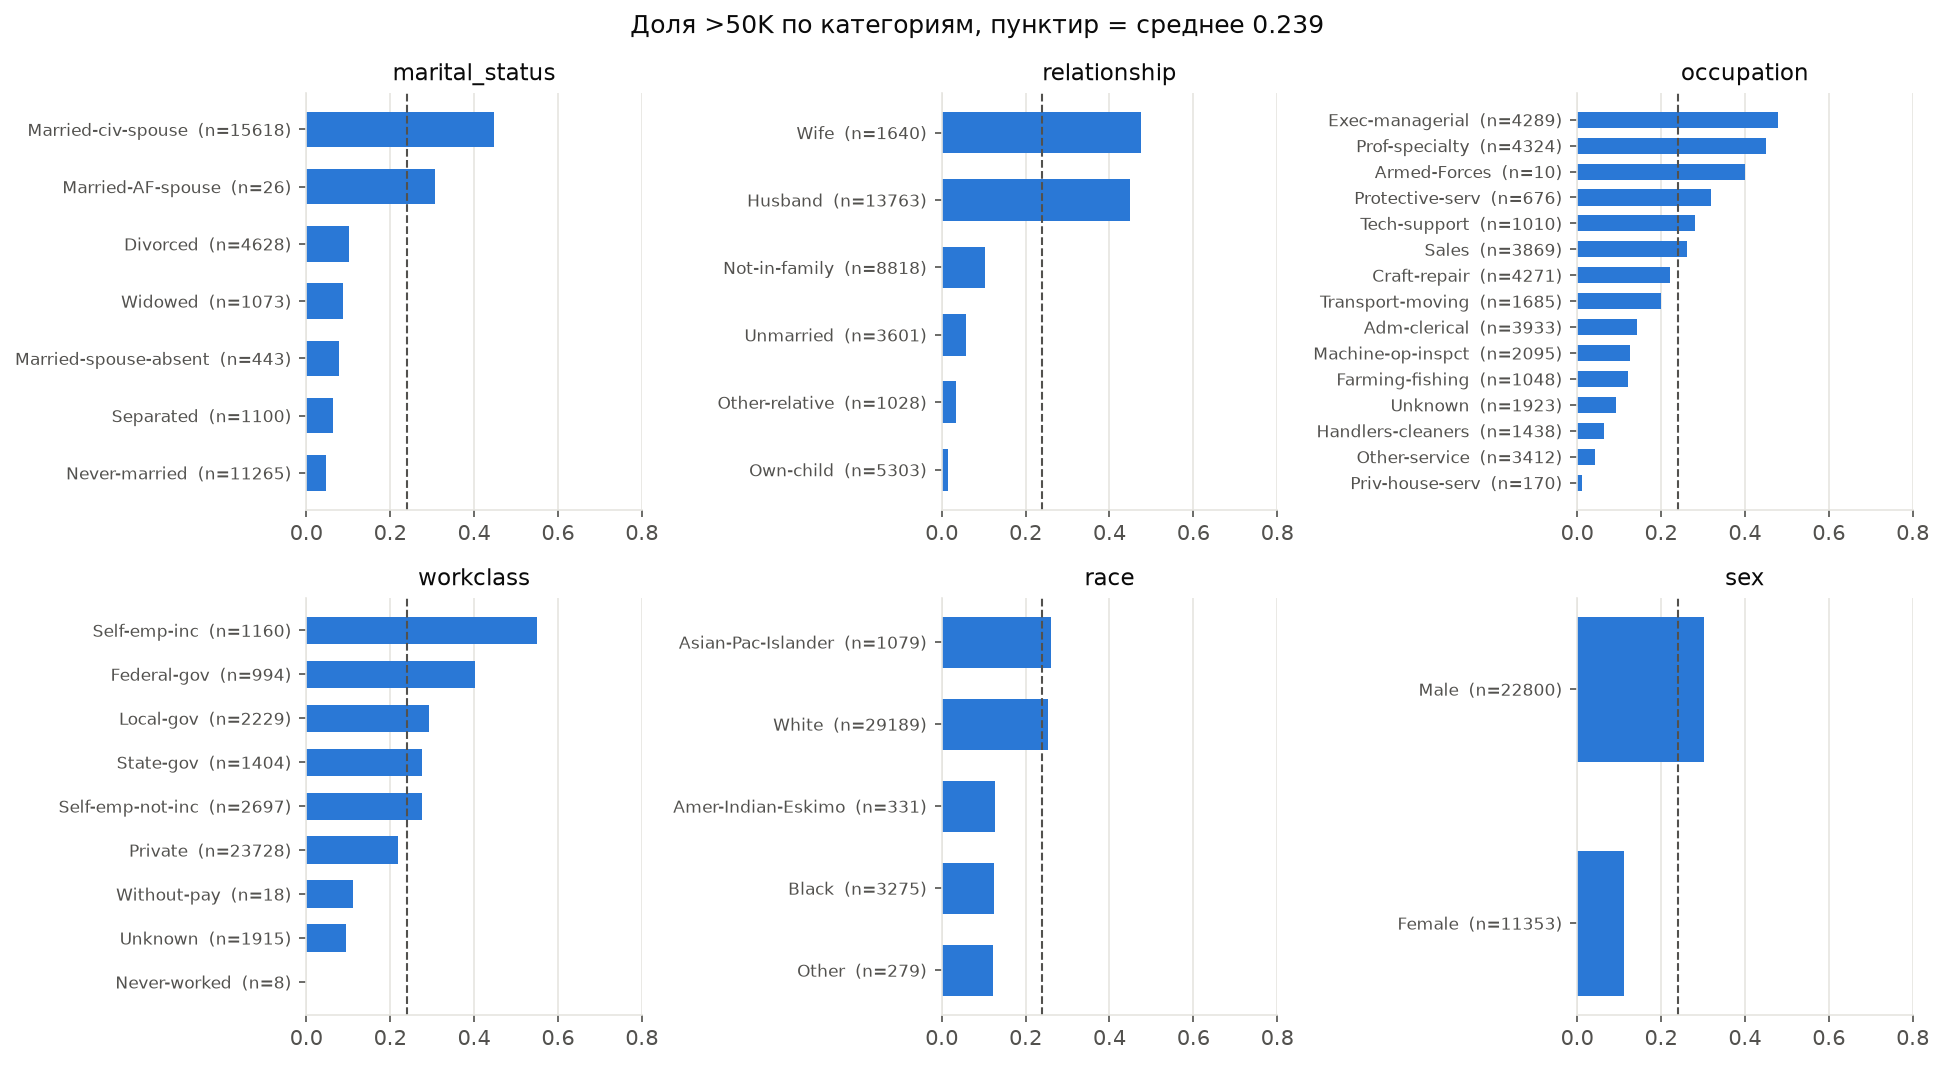 Доля >50K по категориям, пунктир = среднее 0.239
marital_status
Married-civ-spouse (n=15618)
Married-AF-spouse (n=26)
Divorced (n=4628)
Widowed (n=1073)
Married-spouse-absent (n=443)
Separated (n=1100)
Never-married (n=11265)
0.0 0.2 0.4 0.6 0.8
relationship
Wife (n=1640)
Husband (n=13763)
Not-in-family (n=8818)
Unmarried (n=3601)
Other-relative (n=1028)
Own-child (n=5303)
0.0 0.2 0.4 0.6 0.8
occupation
Exec-managerial (n=4289)
Prof-specialty (n=4324)
Armed-Forces (n=10)
Protective-serv (n=676)
Tech-support (n=1010)
Sales (n=3869)
Craft-repair (n=4271)
Transport-moving (n=1685)
Adm-clerical (n=3933)
Machine-op-inspct (n=2095)
Farming-fishing (n=1048)
Unknown (n=1923)
Handlers-cleaners (n=1438)
Other-service (n=3412)
Priv-house-serv (n=170)
0.0 0.2 0.4 0.6 0.8
workclass
Self-emp-inc (n=1160)
Federal-gov (n=994)
Local-gov (n=2229)
State-gov (n=1404)
Self-emp-not-inc (n=2697)
Private (n=23728)
Without-pay (n=18)
Unknown (n=1915)
Never-worked (n=8)
0.0 0.2 0.4 0.6 0.8
race
Asian-Pac-Islander (n=1079)
White (n=29189)
Amer-Indian-Eskimo (n=331)
Black (n=3275)
Other (n=279)
0.0 0.2 0.4 0.6 0.8
sex
Male (n=22800)
Female (n=11353)
0.0 0.2 0.4 0.6 0.8